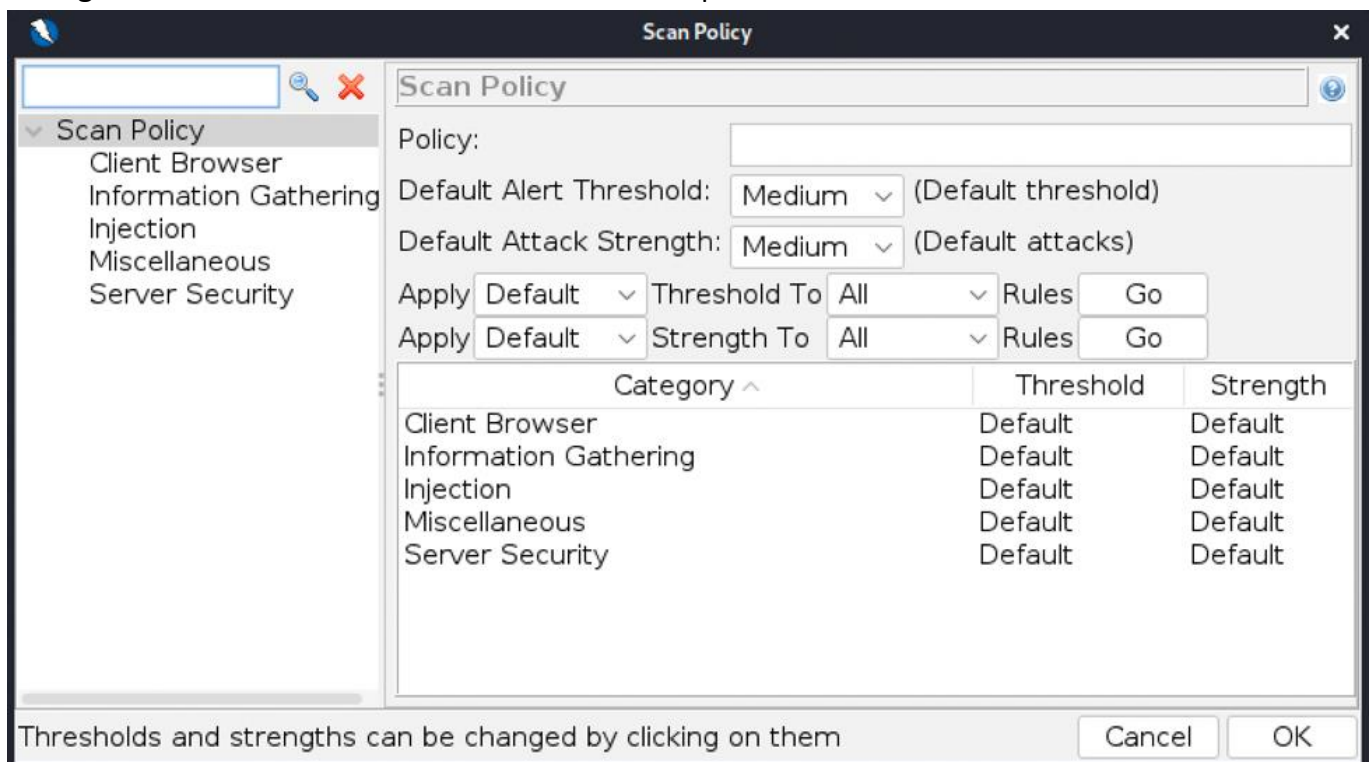 Scan Policy
Scan Policy
Client Browser
Information Gathering
Injection
Miscellaneous
Server Security
Scan Policy
Policy:
Default Alert Threshold: Medium (Default threshold)
Default Attack Strength: Medium (Default attacks)
Apply Default Threshold To All Rules Go
Apply Default Strength To All Rules Go
Category Threshold Strength
Client Browser Default Default
Information Gathering Default Default
Injection Default Default
Miscellaneous Default Default
Server Security Default Default
Thresholds and strengths can be changed by clicking on them Cancel OK